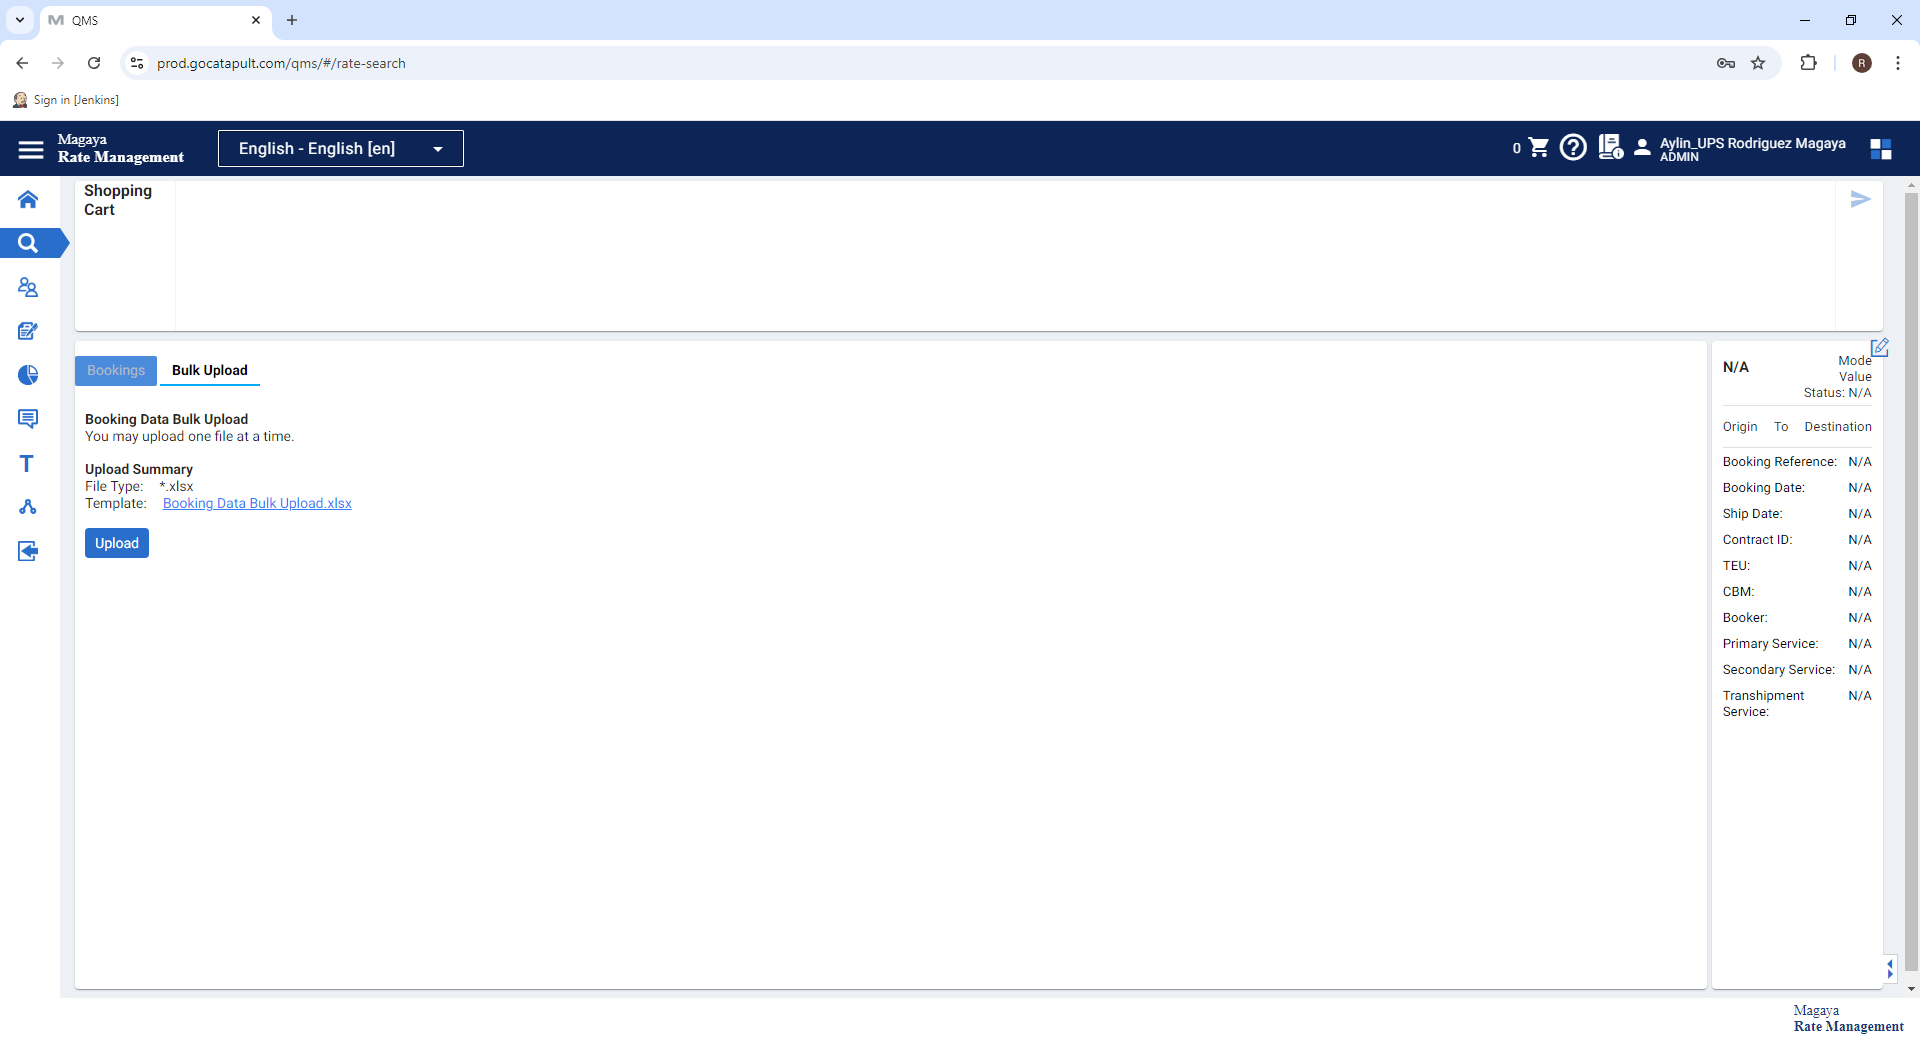 QMS
prod.gocatapult.com/qms/#/rate-search
R
Sign in [Jenkins]
Magaya
Rate Management
English - English [en]
0
Aylin_UPS Rodriguez Magaya
ADMIN
Shopping
Cart
Bookings
Bulk Upload
Booking Data Bulk Upload
You may upload one file at a time.
Upload Summary
File Type: *.xlsx
Template: Booking Data Bulk Upload.xlsx
Upload
N/A
Mode
Value
Status: N/A
Origin To Destination
Booking Reference: N/A
Booking Date: N/A
Ship Date: N/A
Contract ID: N/A
TEU: N/A
CBM: N/A
Booker: N/A
Primary Service: N/A
Secondary Service: N/A
Transhipment N/A
Service:
T
Magaya
Rate Management